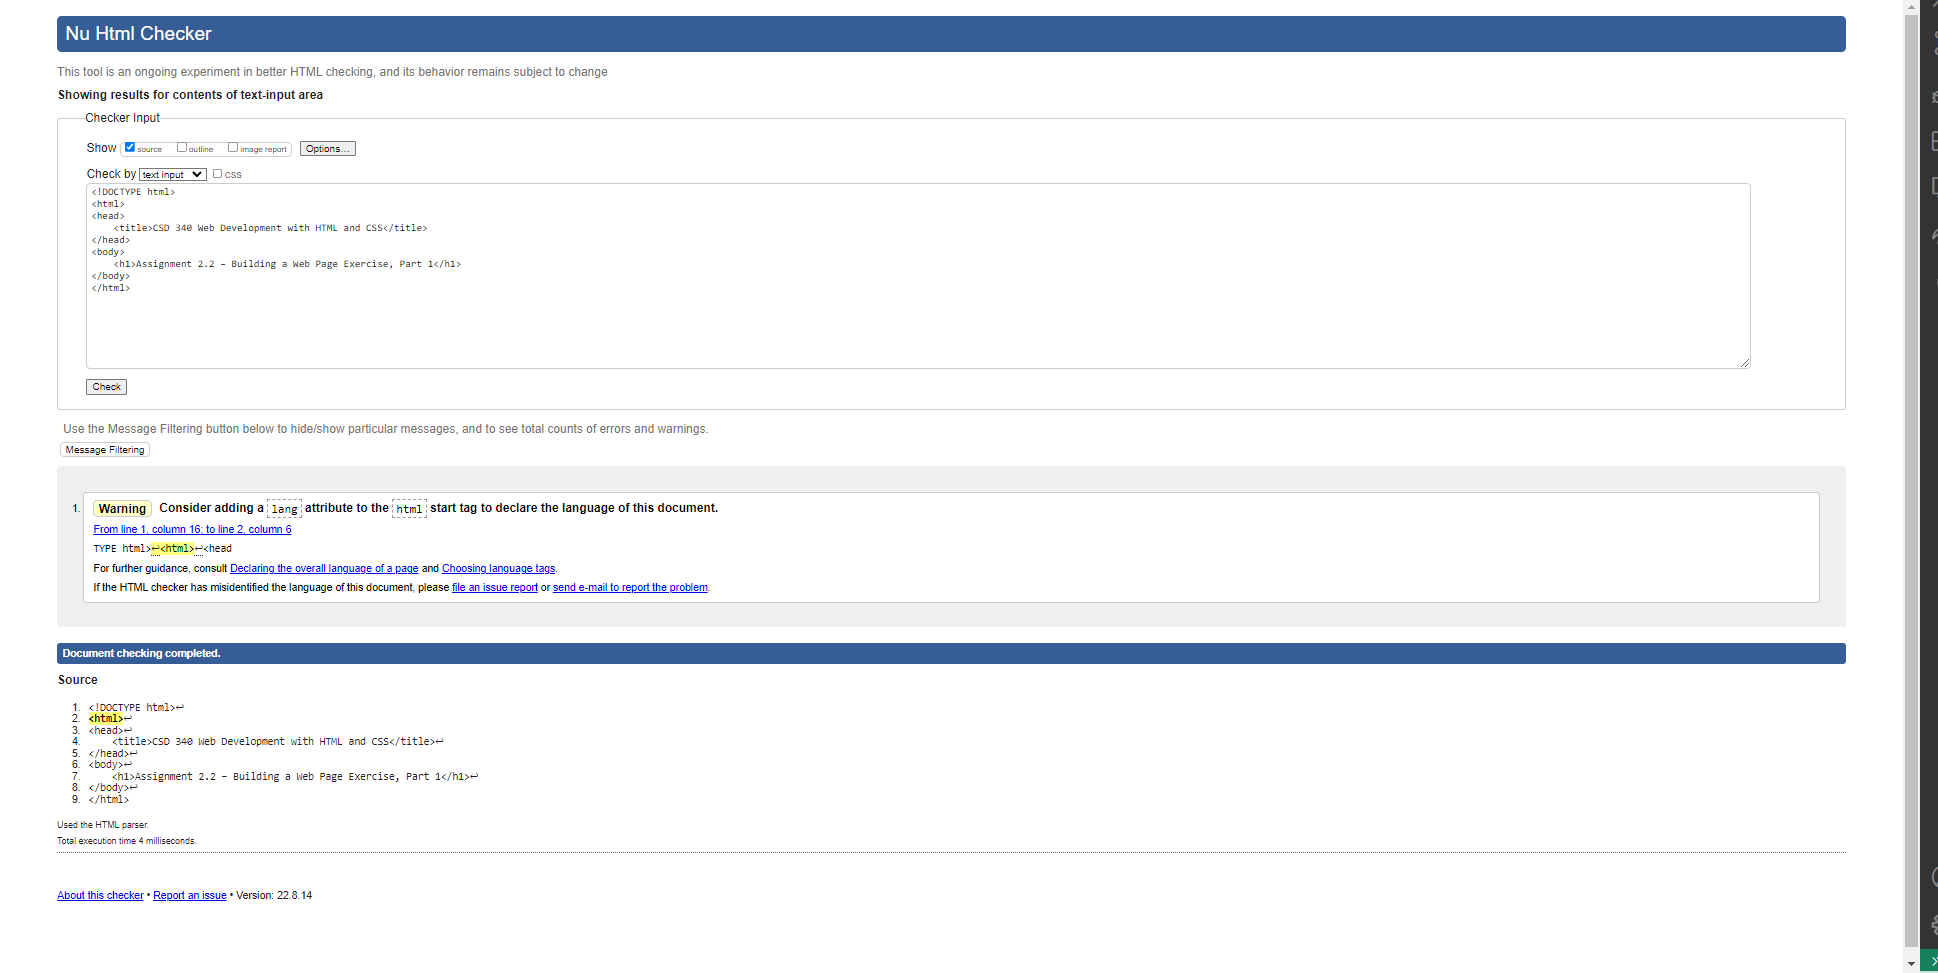 Nu Html Checker
This tool is an ongoing experiment in better HTML checking, and its behavior remains subject to change
Showing results for contents of text-input area
Checker Input
Show source outline image report Options...
Check by text input css
<!DOCTYPE html>
<html>
<head>
    <title>CSD 340 Web Development with HTML and CSS</title>
</head>
<body>
    <h1>Assignment 2.2 – Building a Web Page Exercise, Part 1</h1>
</body>
</html>
Check
Use the Message Filtering button below to hide/show particular messages, and to see total counts of errors and warnings.
Message Filtering
1. Warning Consider adding a lang attribute to the html start tag to declare the language of this document.
From line 1, column 16; to line 2, column 6
TYPE html>↩<html>↩<head
For further guidance, consult Declaring the overall language of a page and Choosing language tags.
If the HTML checker has misidentified the language of this document, please file an issue report or send e-mail to report the problem.
Document checking completed.
Source
1. <!DOCTYPE html>↩
2. <html>↩
3. <head>↩
4.     <title>CSD 340 Web Development with HTML and CSS</title>↩
5. </head>↩
6. <body>↩
7.     <h1>Assignment 2.2 – Building a Web Page Exercise, Part 1</h1>↩
8. </body>↩
9. </html>
Used the HTML parser.
Total execution time 4 milliseconds.
About this checker • Report an issue • Version: 22.8.14